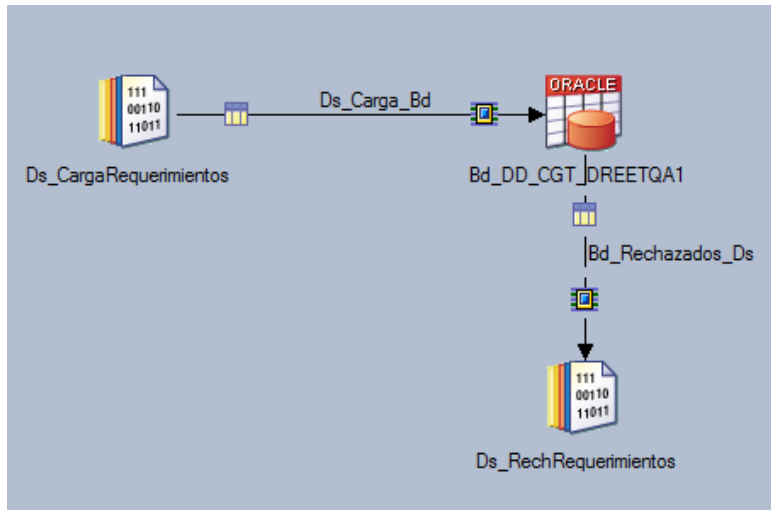 111
00110
11011
Ds_CargaRequerimientos
Ds_Carga_Bd
ORACLE
Bd_DD_CGT_DREETQA1
Bd_Rechazados_Ds
111
00110
11011
Ds_RechRequerimientos